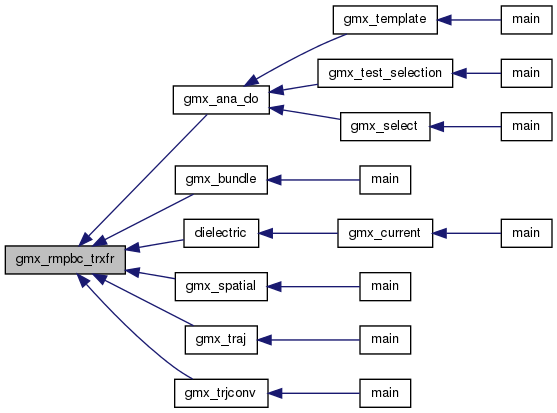 gmx_template main
gmx_test_selection main
gmx_ana_do
gmx_select main
gmx_bundle main
dielectric gmx_current main
gmx_rmpbc_trxfr
gmx_spatial main
gmx_traj main
gmx_trjconv main